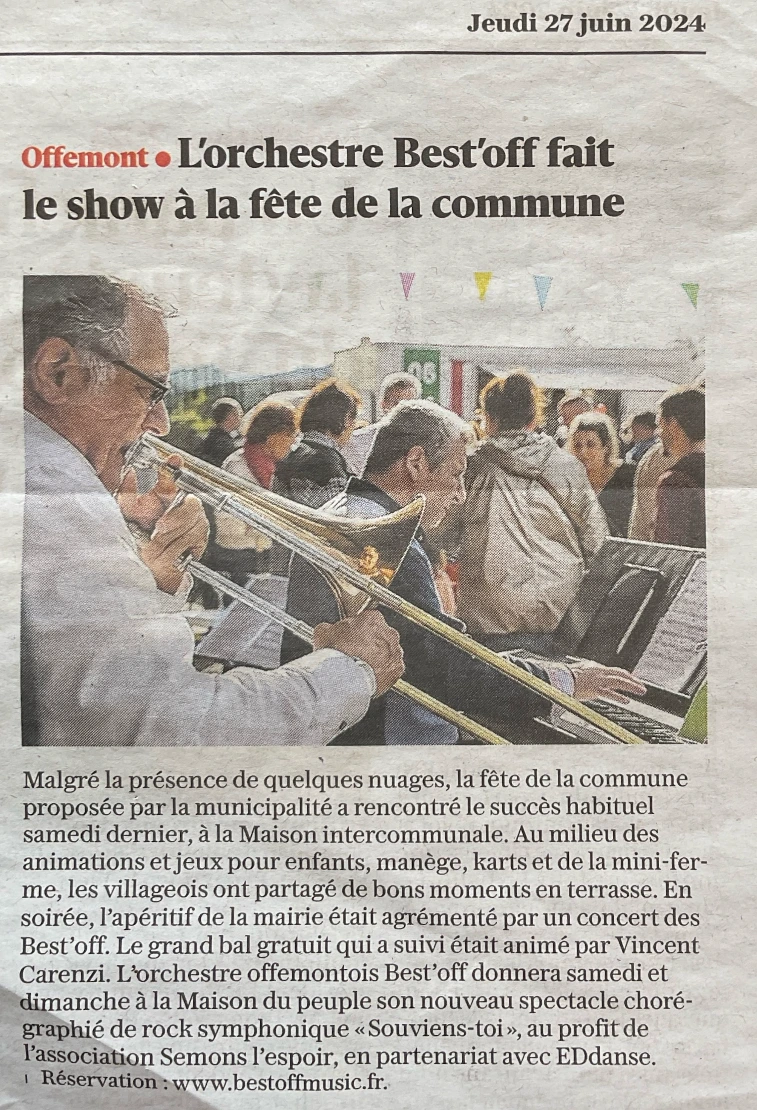 Jeudi 27 juin 2024
Offemont ● L'orchestre Best'off fait
le show à la fête de la commune
06
Malgré la présence de quelques nuages, la fête de la commune
proposée par la municipalité a rencontré le succès habituel
samedi dernier, à la Maison intercommunale. Au milieu des
animations et jeux pour enfants, manège, karts et de la mini-fer-
me, les villageois ont partagé de bons moments en terrasse. En
soirée, l'apéritif de la mairie était agrémenté par un concert des
Best'off. Le grand bal gratuit qui a suivi était animé par Vincent
Carenzi. L'orchestre offemontois Best'off donnera samedi et
dimanche à la Maison du peuple son nouveau spectacle choré-
graphié de rock symphonique «Souviens-toi», au profit de
l'association Semons l'espoir, en partenariat avec EDdanse.
Réservation : www.bestoffmusic.fr.